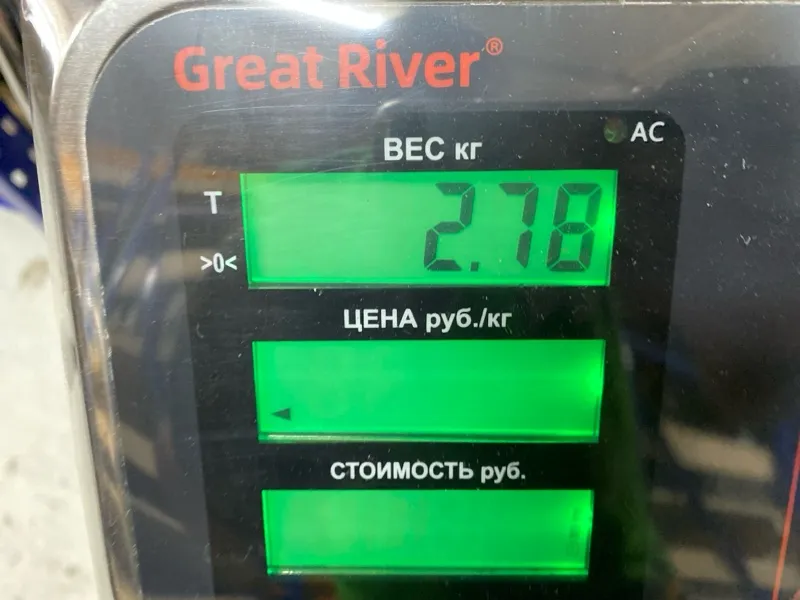 Great River®
AC
ВЕС кг
T
2.78
>0<
ЦЕНА руб./кг
СТОИМОСТЬ руб.